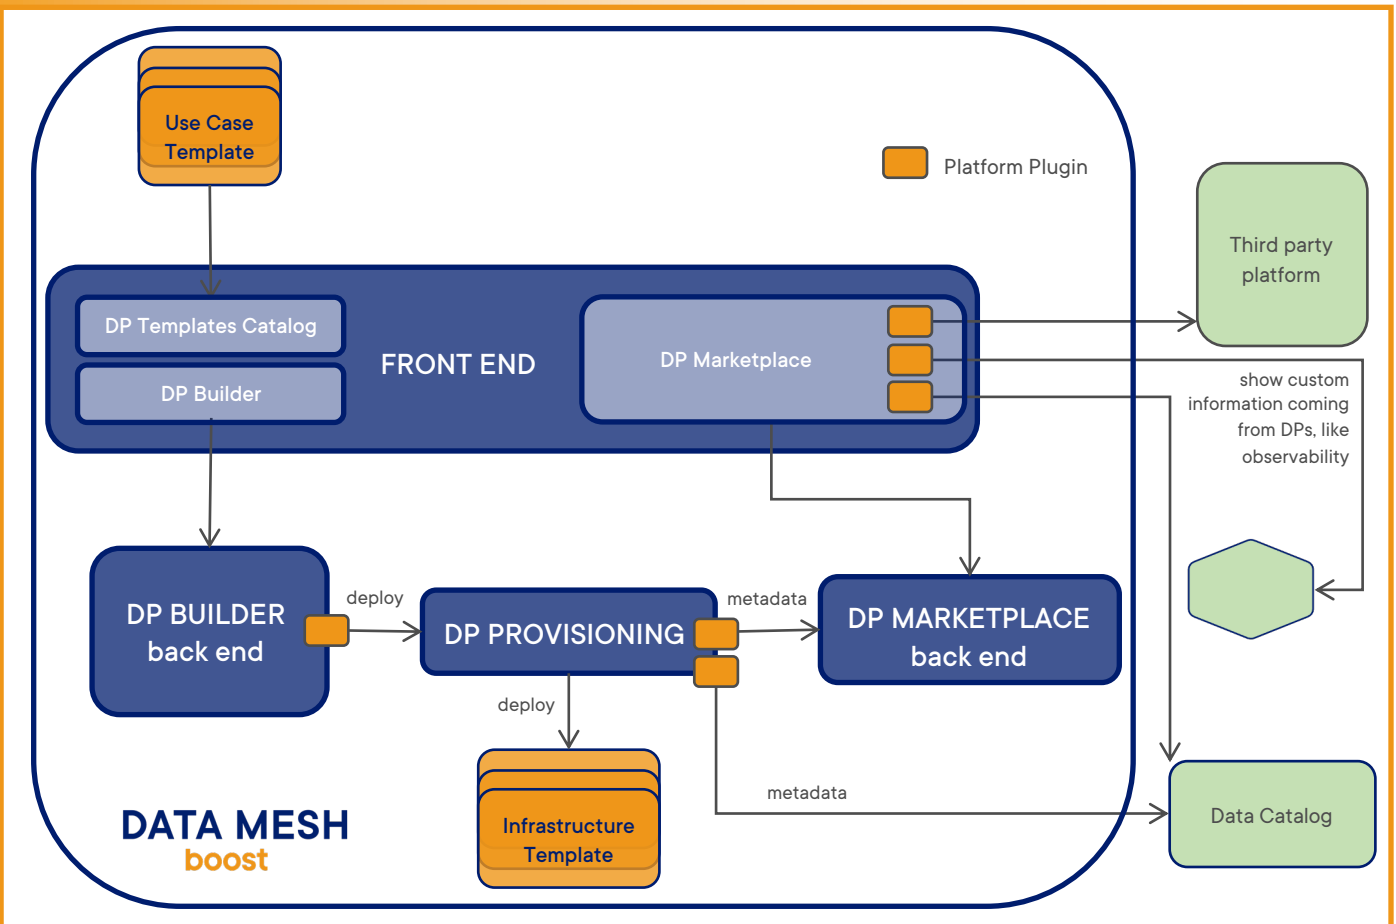 Use Case
Template
Platform Plugin
Third party
platform
DP Templates Catalog
DP Builder
FRONT END
DP Marketplace
show custom
information coming
from DPs, like
observability
DP BUILDER
back end
deploy
DP PROVISIONING
metadata
DP MARKETPLACE
back end
deploy
Infrastructure
Template
metadata
Data Catalog
DATA MESH
boost